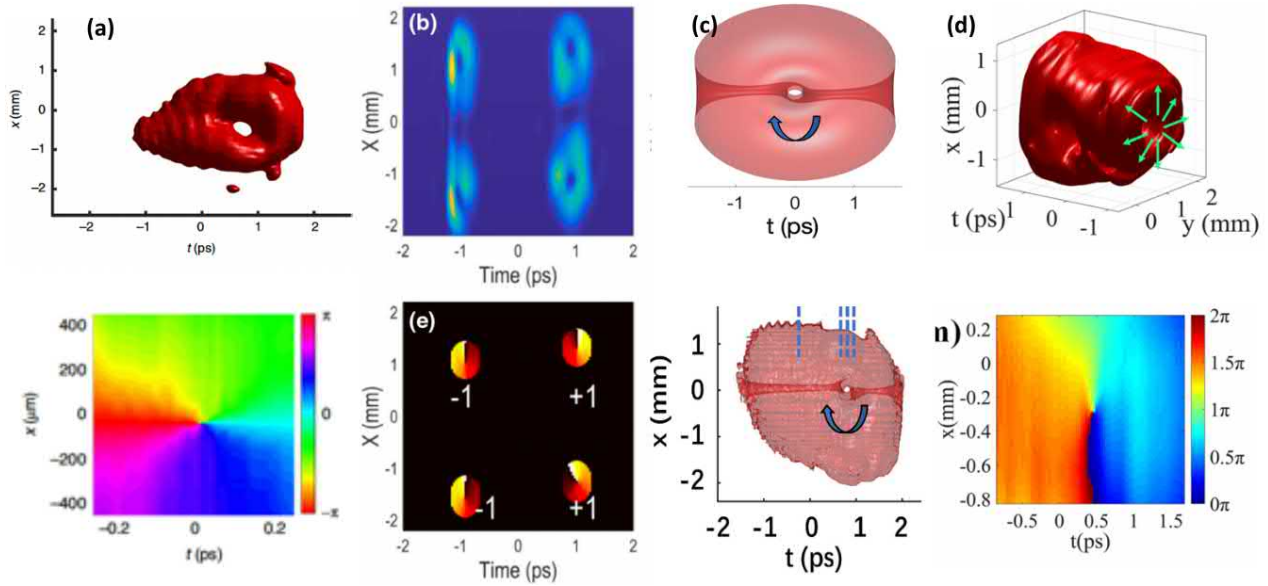 (a)
2
1
0
−1
−2
x (mm)
−2 −1 0 1 2
t (ps)
(b)
2
1
0
-1
-2
X (mm)
-2 -1 0 1 2
Time (ps)
(c)
-1 0 1
t (ps)
(d)
1
0
-1
x (mm)
1 0 -1
t (ps)
0 1 2
y (mm)
400
200
0
−200
−400
x (μm)
−0.2 0 0.2
t (ps)
π
−π
(e)
2
1
0
-1
-2
X (mm)
-1 +1
-1 +1
-2 -1 0 1 2
Time (ps)
1
0
-1
-2
x (mm)
-2 -1 0 1 2
t (ps)
n)
0.2
0
-0.2
-0.4
-0.6
-0.8
x(mm)
-0.5 0 0.5 1 1.5
t(ps)
2π
1.5π
1π
0.5π
0π